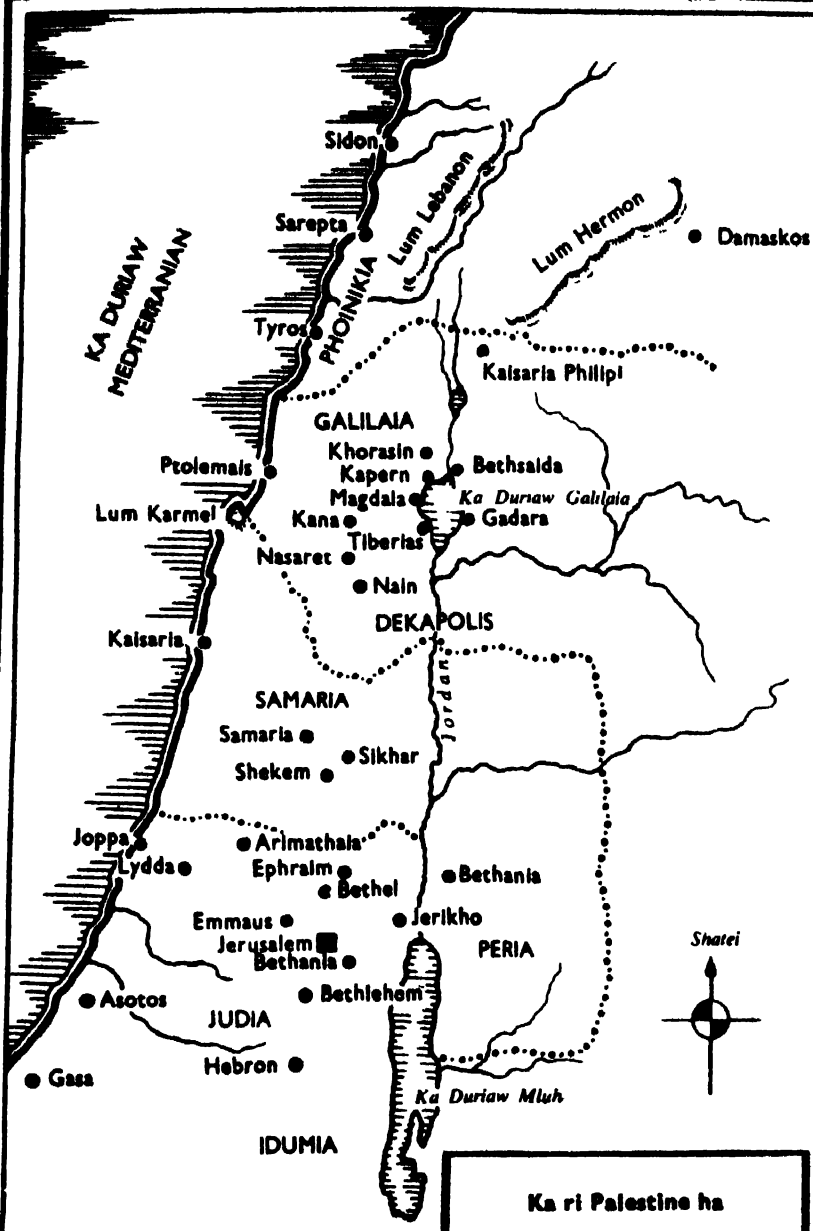 Sidon
Lum Lebanon
Lum Hermon
Sarepta
Damaskos
KA DURIAW
MEDITERRANIAN
PHOINIKIA
Tyros
Kaisaria Philipi
GALILAIA
Khorasin
Kapern
Bethsaida
Ptolemais
Magdala
Ka Duriaw Galilaia
Lum Karmel
Kana
Gadara
Tiberias
Nasaret
Nain
DEKAPOLIS
Kaisaria
Jordan
SAMARIA
Samaria
Sikhar
Shekem
Joppa
Arimathaia
Lydda
Ephraim
Bethania
Bethel
Emmaus
Jerikho
Jerusalem
PERIA
Shatei
Bethania
Bethlehem
Asotos
JUDIA
Hebron
Gasa
Ka Duriaw Mluh
IDUMIA
Ka ri Palestine ha